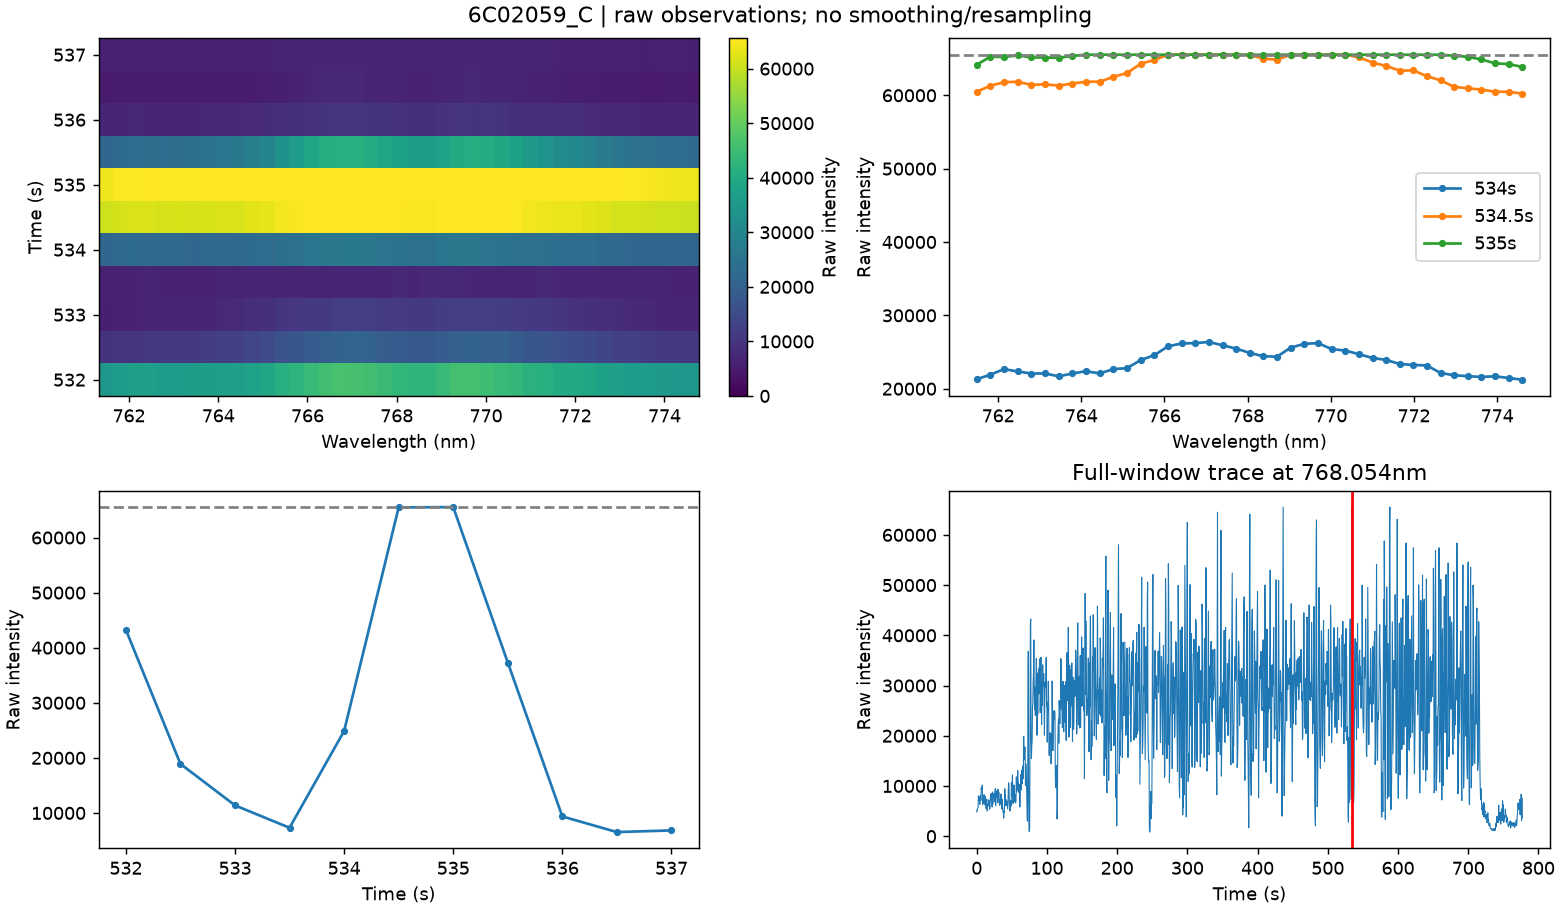 6C02059_C | raw observations; no smoothing/resampling
537
536
535
534
533
532
Time (s)
762 764 766 768 770 772 774
Wavelength (nm)
60000
50000
40000
30000
20000
10000
0
Raw intensity
60000
50000
40000
30000
20000
Raw intensity
762 764 766 768 770 772 774
Wavelength (nm)
534s
534.5s
535s
60000
50000
40000
30000
20000
10000
Raw intensity
532 533 534 535 536 537
Time (s)
Full-window trace at 768.054nm
60000
50000
40000
30000
20000
10000
0
Raw intensity
0 100 200 300 400 500 600 700 800
Time (s)